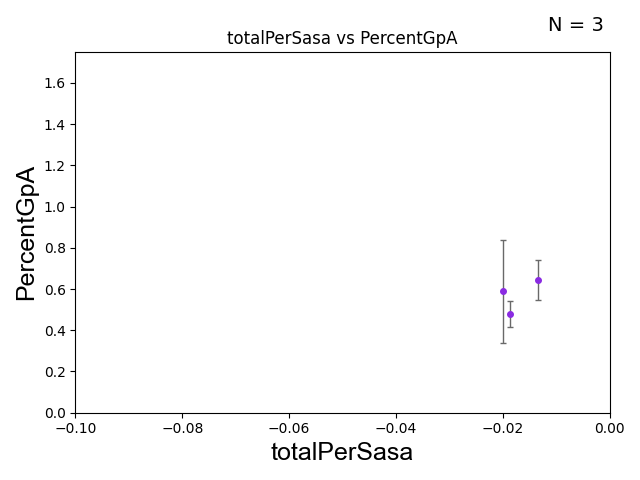 N = 3
totalPerSasa vs PercentGpA
PercentGpA
1.6
1.4
1.2
1.0
0.8
0.6
0.4
0.2
0.0
−0.10 −0.08 −0.06 −0.04 −0.02 0.00
totalPerSasa